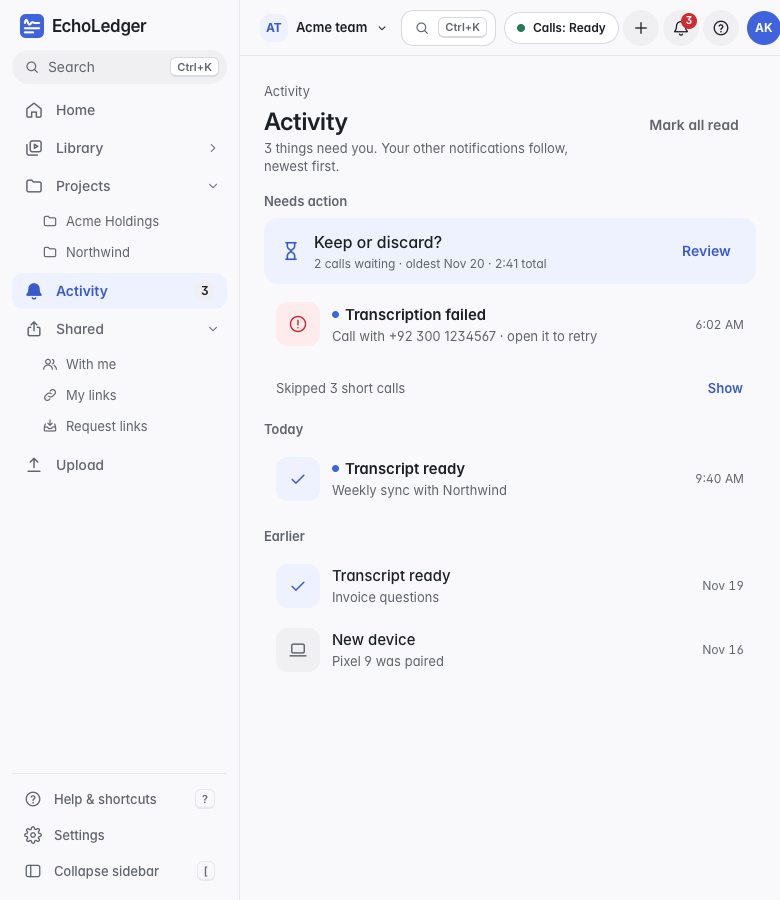 EchoLedger
Search Ctrl+K
Home
Library
Projects
Acme Holdings
Northwind
Activity 3
Shared
With me
My links
Request links
Upload
Help & shortcuts ?
Settings
Collapse sidebar [
AT Acme team Ctrl+K Calls: Ready 3 AK
Activity
Activity
Mark all read
3 things need you. Your other notifications follow,
newest first.
Needs action
Keep or discard?
2 calls waiting · oldest Nov 20 · 2:41 total
Review
Transcription failed
Call with +92 300 1234567 · open it to retry
6:02 AM
Skipped 3 short calls Show
Today
Transcript ready
Weekly sync with Northwind
9:40 AM
Earlier
Transcript ready
Invoice questions
Nov 19
New device
Pixel 9 was paired
Nov 16